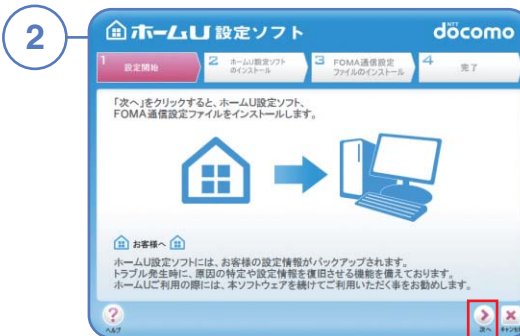 2
ホームU 設定ソフト
NTT
döcomo
1 設定開始
2 ホームU設定ソフト
のインストール
3 FOMA通信設定
ファイルのインストール
4 完了
「次へ」をクリックすると、ホームU設定ソフト、
FOMA通信設定ファイルをインストールします。
お客様へ
ホームU設定ソフトには、お客様の設定情報がバックアップされます。
トラブル発生時に、原因の特定や設定情報を復旧させる機能を備えております。
ホームUご利用の際には、本ソフトウェアを続けてご利用いただく事をお勧めします。
?
ヘルプ
次へ